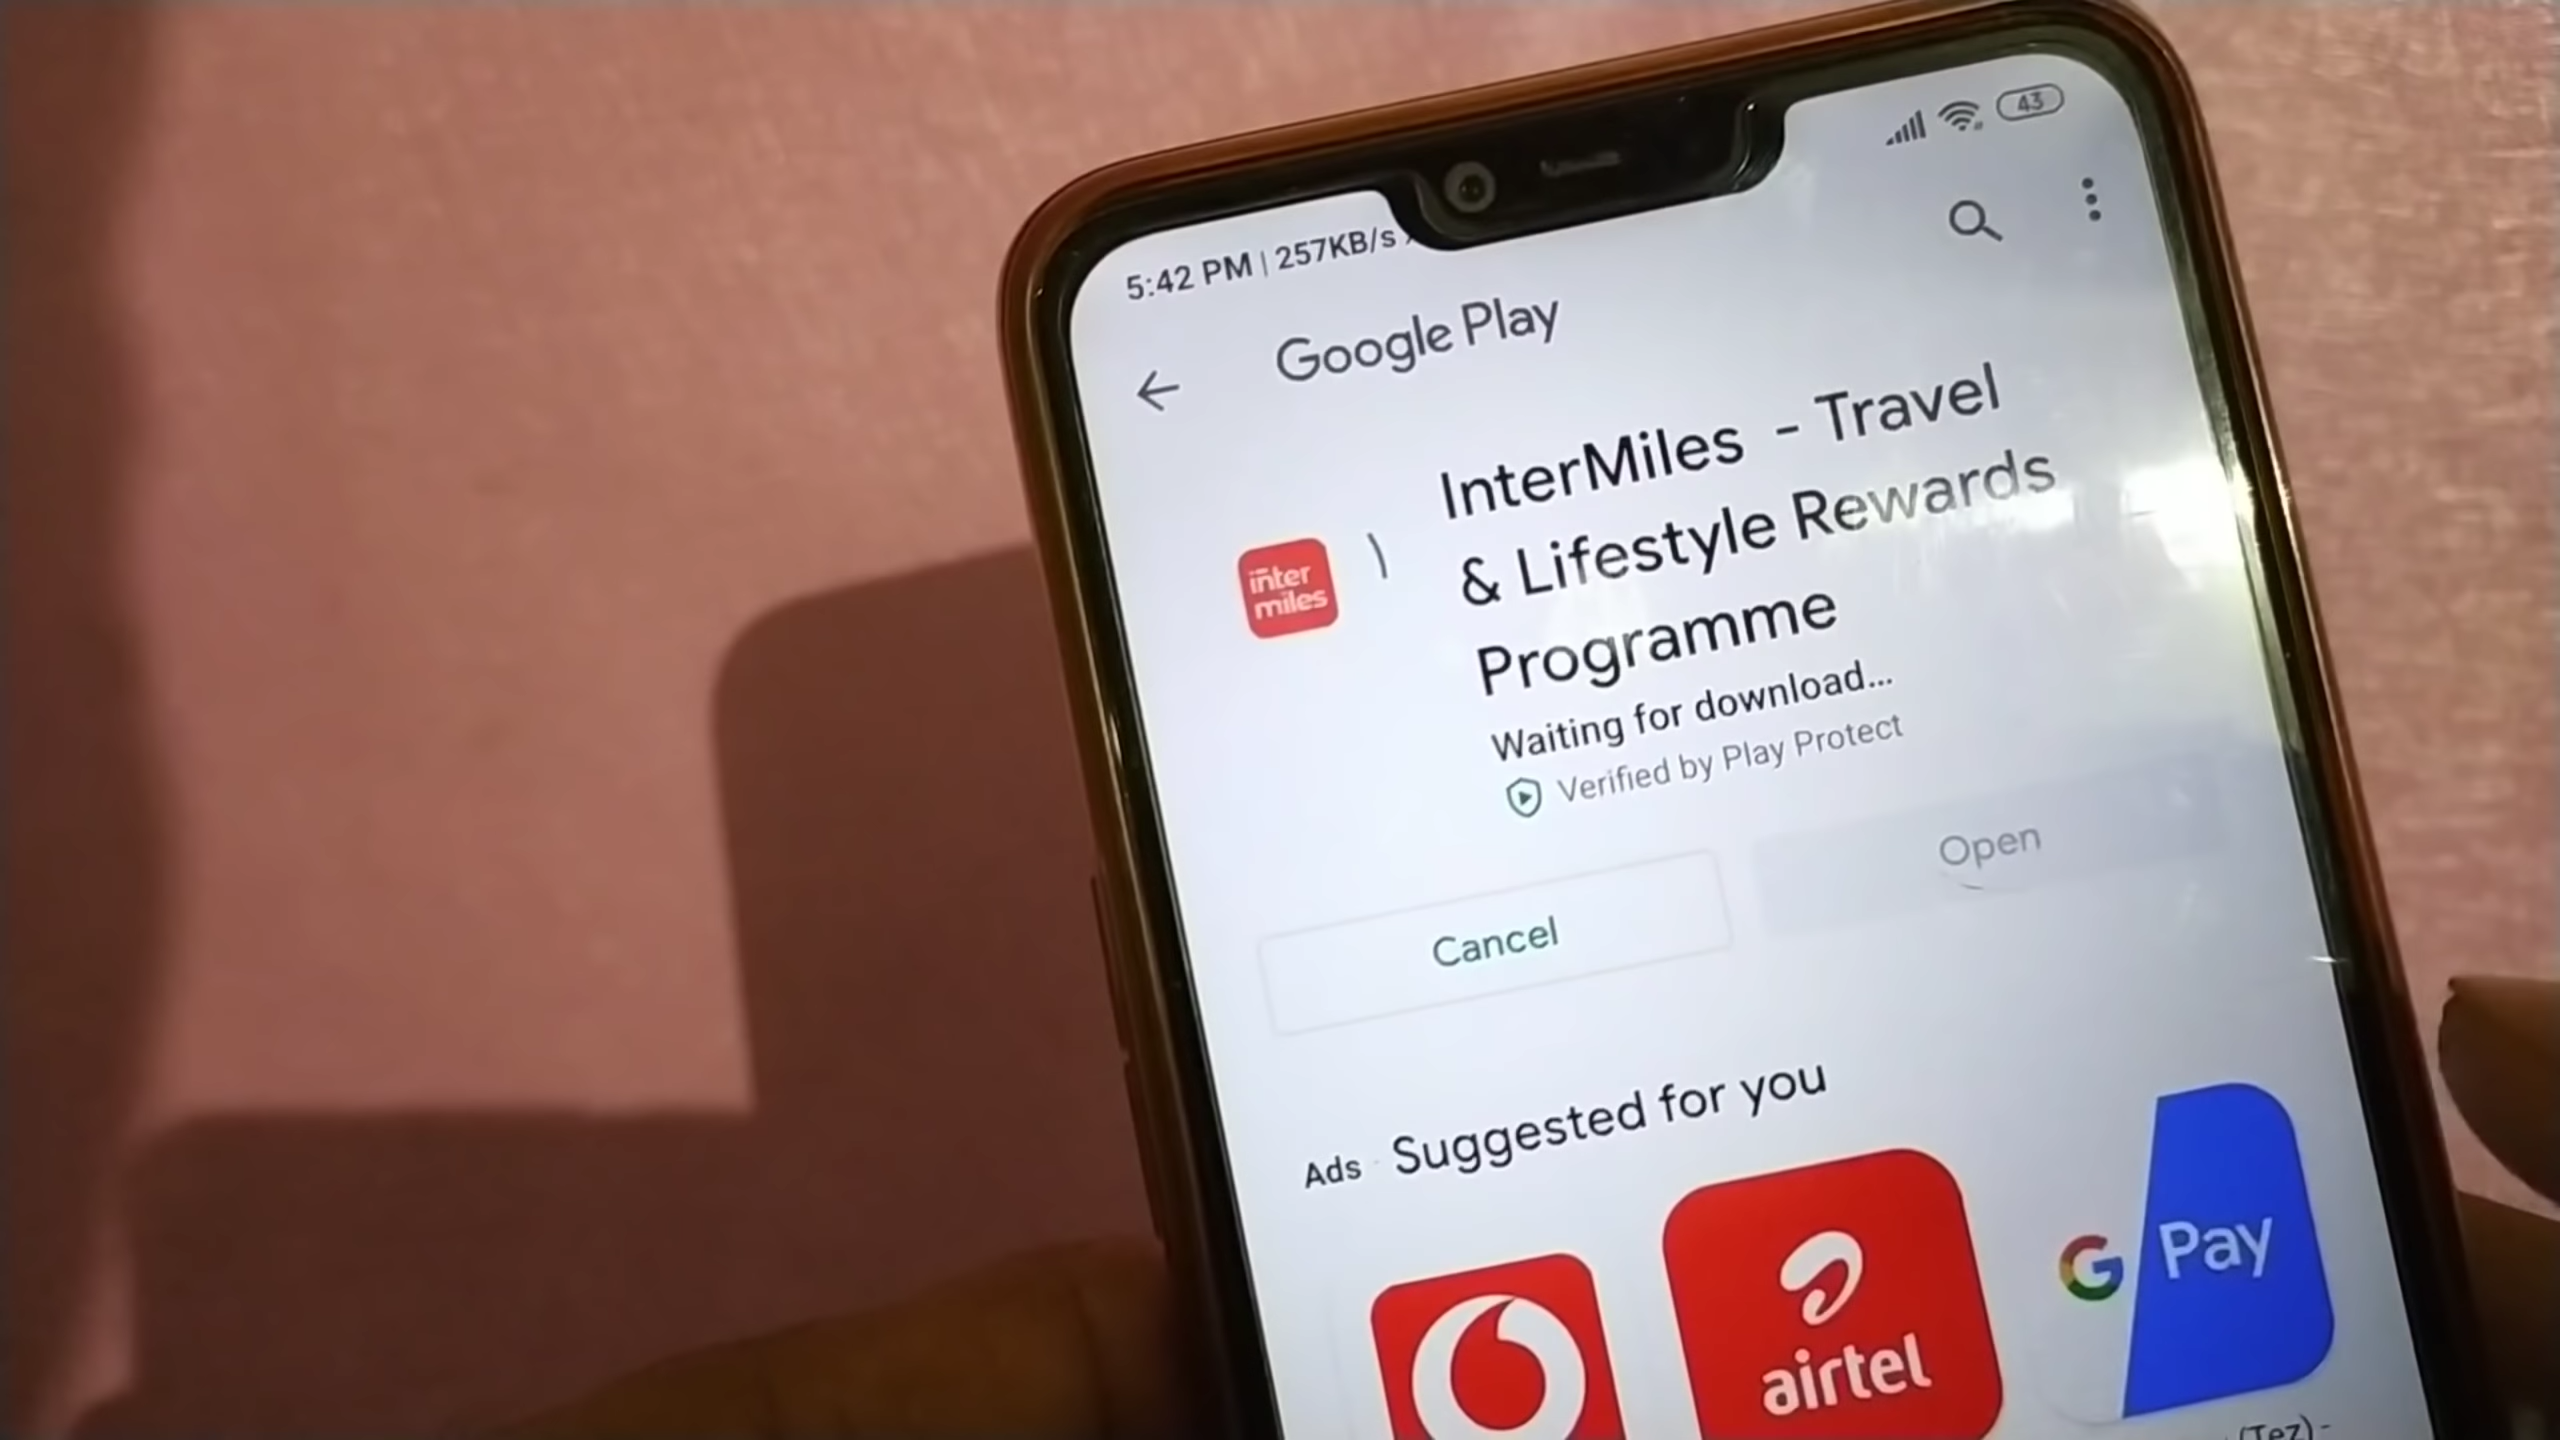 5:42 PM | 257KB/s
43
Google Play
InterMiles - Travel
& Lifestyle Rewards
Programme
inter
miles
Waiting for download...
Verified by Play Protect
Cancel
Open
Ads · Suggested for you
airtel
G Pay
(Tez) -